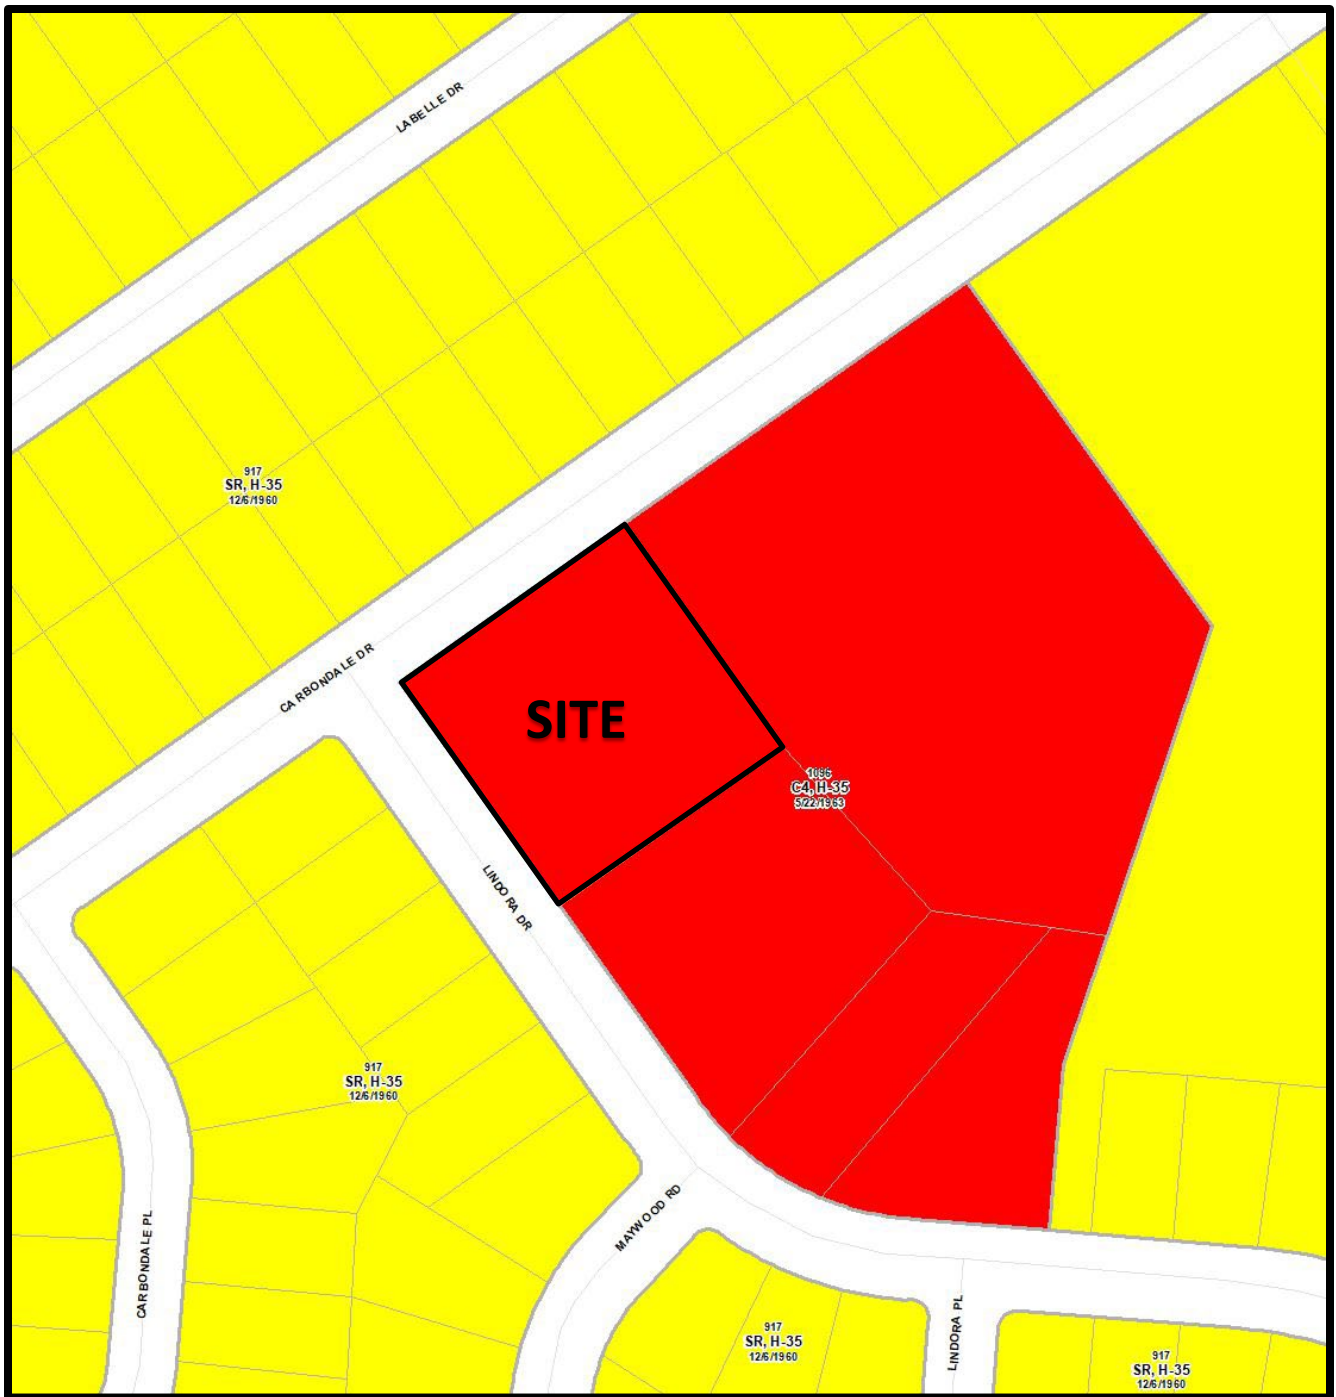 LABELLE DR
917
SR, H-35
12/6/1960
CARBONDALE DR
SITE
1096
C4, H-35
5/22/1963
LINDORA DR
917
SR, H-35
12/6/1960
MAYWOOD RD
CARBONDALE PL
LINDORA PL
917
SR, H-35
12/6/1960
917
SR, H-35
12/6/1960